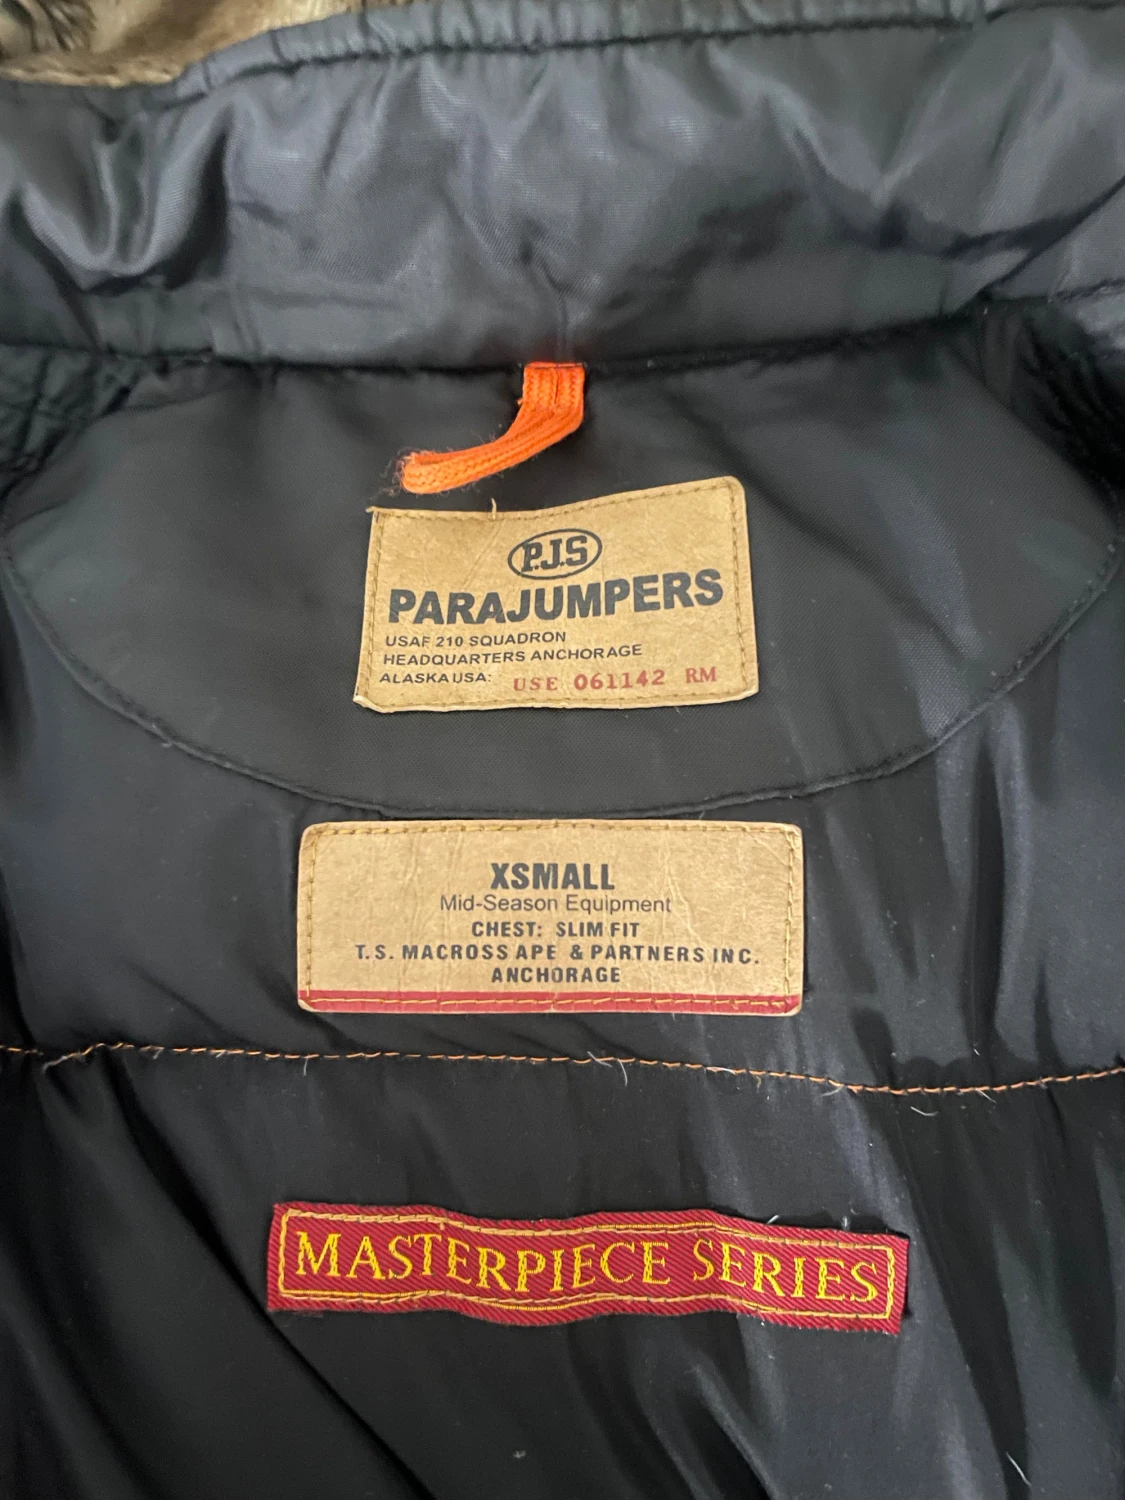 P.J.S
PARAJUMPERS
USAF 210 SQUADRON
HEADQUARTERS ANCHORAGE
ALASKA USA: USE 061142 RM
XSMALL
Mid-Season Equipment
CHEST: SLIM FIT
T.S. MACROSS APE & PARTNERS INC.
ANCHORAGE
MASTERPIECE SERIES